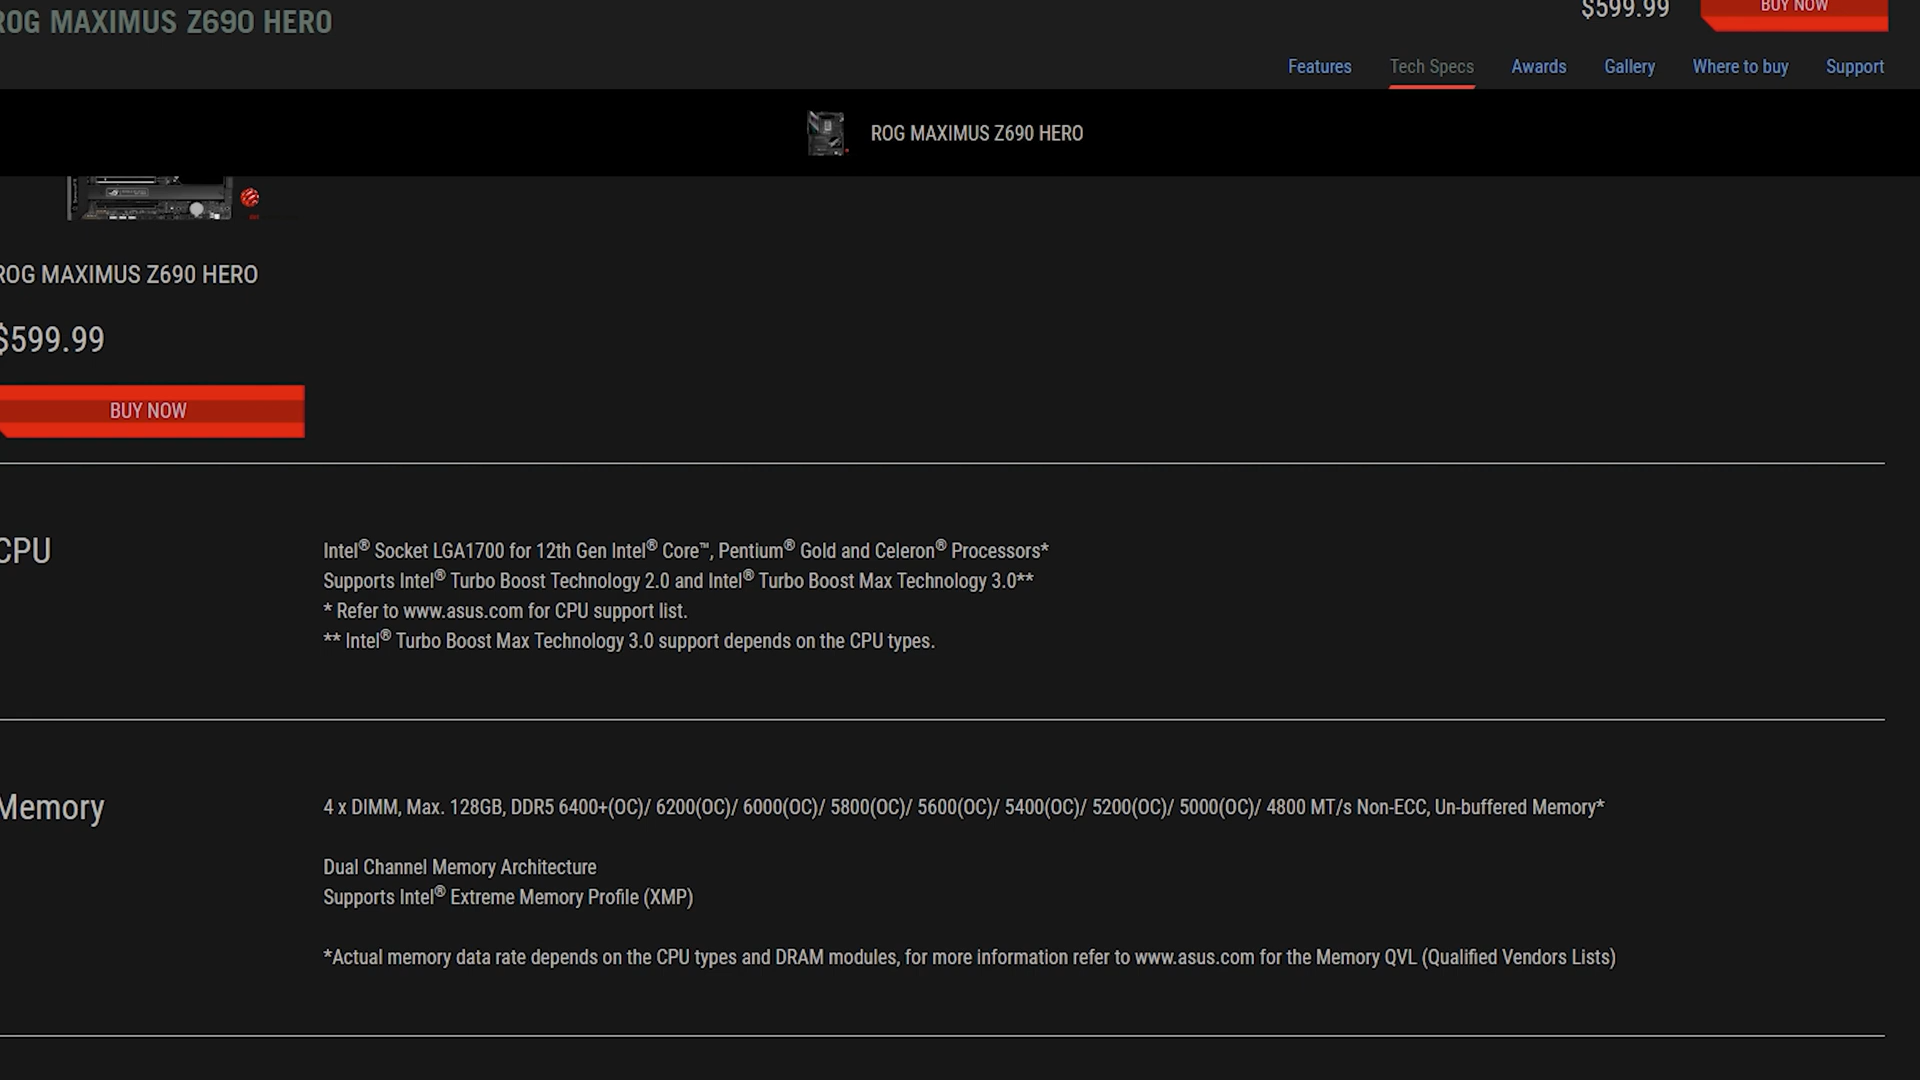 ROG MAXIMUS Z690 HERO
$599.99
BUY NOW
Features
Tech Specs
Awards
Gallery
Where to buy
Support
ROG MAXIMUS Z690 HERO
ROG MAXIMUS Z690 HERO
$599.99
BUY NOW
CPU
Intel® Socket LGA1700 for 12th Gen Intel® Core™, Pentium® Gold and Celeron® Processors*
Supports Intel® Turbo Boost Technology 2.0 and Intel® Turbo Boost Max Technology 3.0**
* Refer to www.asus.com for CPU support list.
** Intel® Turbo Boost Max Technology 3.0 support depends on the CPU types.
Memory
4 x DIMM, Max. 128GB, DDR5 6400+(OC)/ 6200(OC)/ 6000(OC)/ 5800(OC)/ 5600(OC)/ 5400(OC)/ 5200(OC)/ 5000(OC)/ 4800 MT/s Non-ECC, Un-buffered Memory*
Dual Channel Memory Architecture
Supports Intel® Extreme Memory Profile (XMP)
*Actual memory data rate depends on the CPU types and DRAM modules, for more information refer to www.asus.com for the Memory QVL (Qualified Vendors Lists)